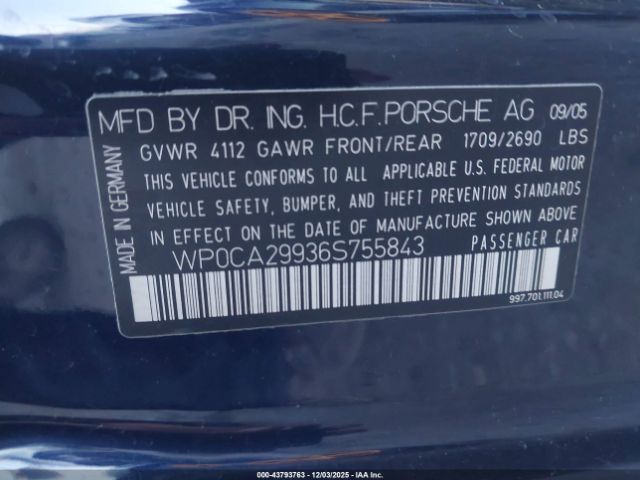 MFD BY DR. ING. H.C.F. PORSCHE AG 09/05
GVWR 4112 GAWR FRONT/REAR 1709/2690 LBS
THIS VEHICLE CONFORMS TO ALL APPLICABLE U.S. FEDERAL MOTOR
VEHICLE SAFETY, BUMPER, AND THEFT PREVENTION STANDARDS
IN EFFECT ON THE DATE OF MANUFACTURE SHOWN ABOVE
WP0CA29936S755843 PASSENGER CAR
997.701.111.04
MADE IN GERMANY
000-43793763 - 12/03/2025 - IAA, Inc.